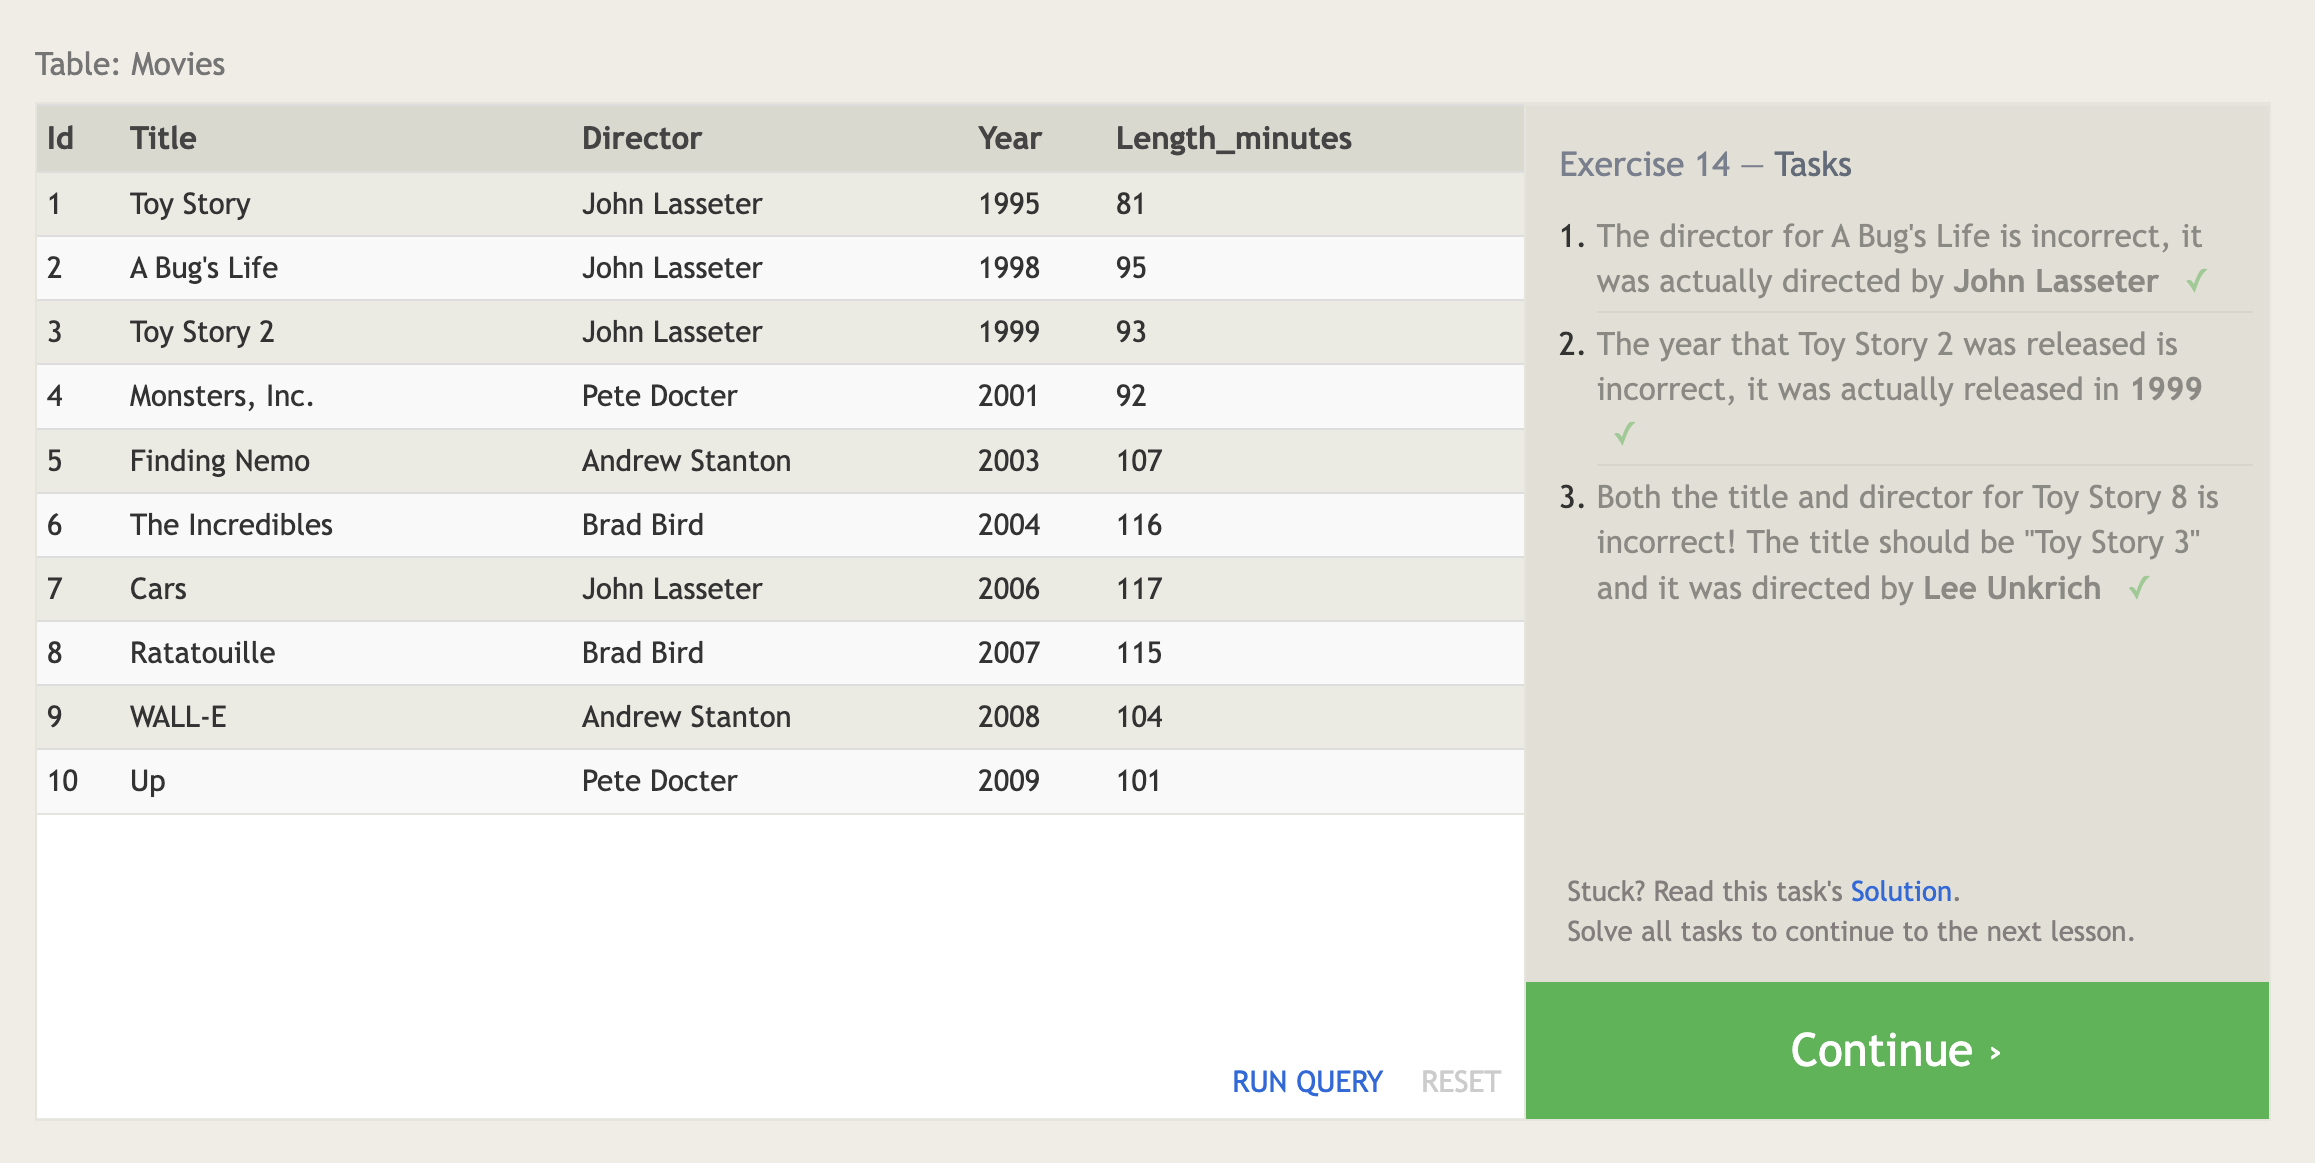 Table: Movies
Id Title Director Year Length_minutes
1 Toy Story John Lasseter 1995 81
2 A Bug's Life John Lasseter 1998 95
3 Toy Story 2 John Lasseter 1999 93
4 Monsters, Inc. Pete Docter 2001 92
5 Finding Nemo Andrew Stanton 2003 107
6 The Incredibles Brad Bird 2004 116
7 Cars John Lasseter 2006 117
8 Ratatouille Brad Bird 2007 115
9 WALL-E Andrew Stanton 2008 104
10 Up Pete Docter 2009 101
RUN QUERY RESET
Exercise 14 — Tasks
1. The director for A Bug's Life is incorrect, it
was actually directed by John Lasseter ✓
2. The year that Toy Story 2 was released is
incorrect, it was actually released in 1999
✓
3. Both the title and director for Toy Story 8 is
incorrect! The title should be "Toy Story 3"
and it was directed by Lee Unkrich ✓
Stuck? Read this task's Solution.
Solve all tasks to continue to the next lesson.
Continue ›